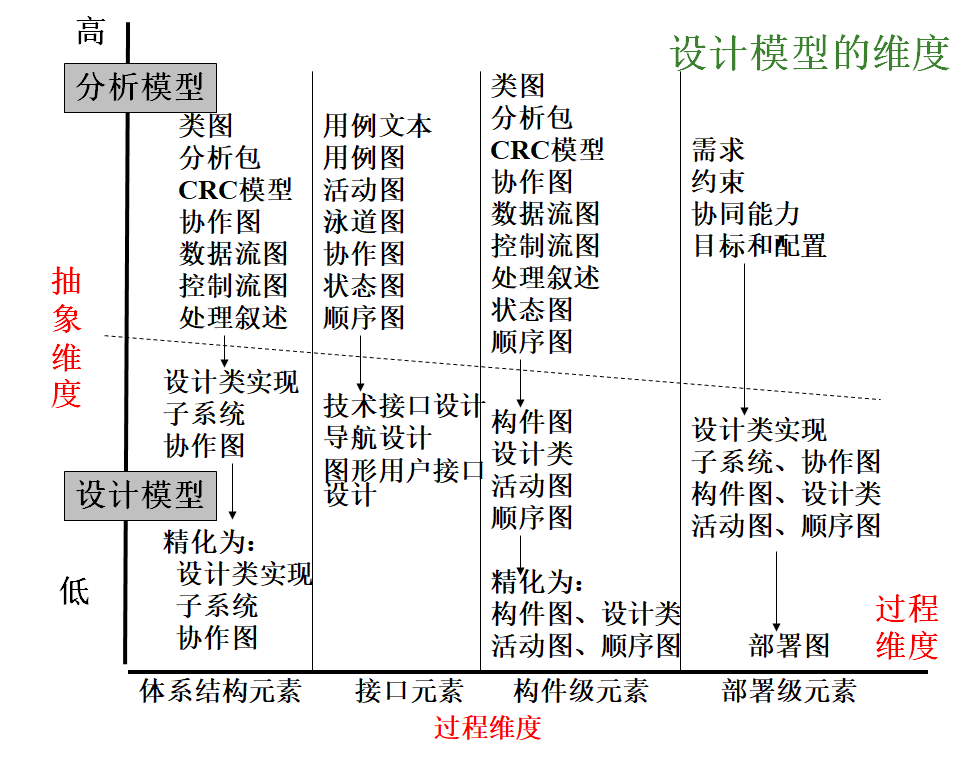 设计模型的维度
高
分析模型
抽
象
维
度
设计模型
低
类图
分析包
CRC模型
协作图
数据流图
控制流图
处理叙述
设计类实现
子系统
协作图
精化为：
设计类实现
子系统
协作图
体系结构元素
用例文本
用例图
活动图
泳道图
协作图
状态图
顺序图
技术接口设计
导航设计
图形用户接口
设计
接口元素
类图
分析包
CRC模型
协作图
数据流图
控制流图
处理叙述
状态图
顺序图
构件图
设计类
活动图
顺序图
精化为：
构件图、设计类
活动图、顺序图
构件级元素
需求
约束
协同能力
目标和配置
设计类实现
子系统、协作图
构件图、设计类
活动图、顺序图
部署图
部署级元素
过程
维度
过程维度